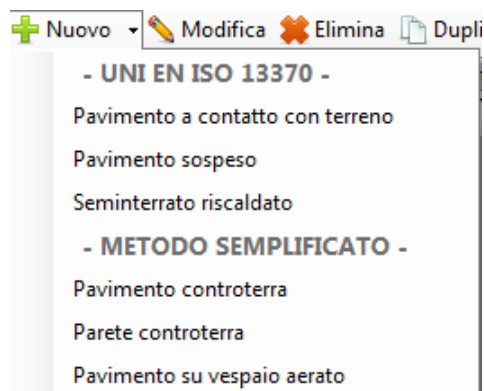 Nuovo Modifica Elimina Dupli
- UNI EN ISO 13370 -
Pavimento a contatto con terreno
Pavimento sospeso
Seminterrato riscaldato
- METODO SEMPLIFICATO -
Pavimento controterra
Parete controterra
Pavimento su vespaio aerato